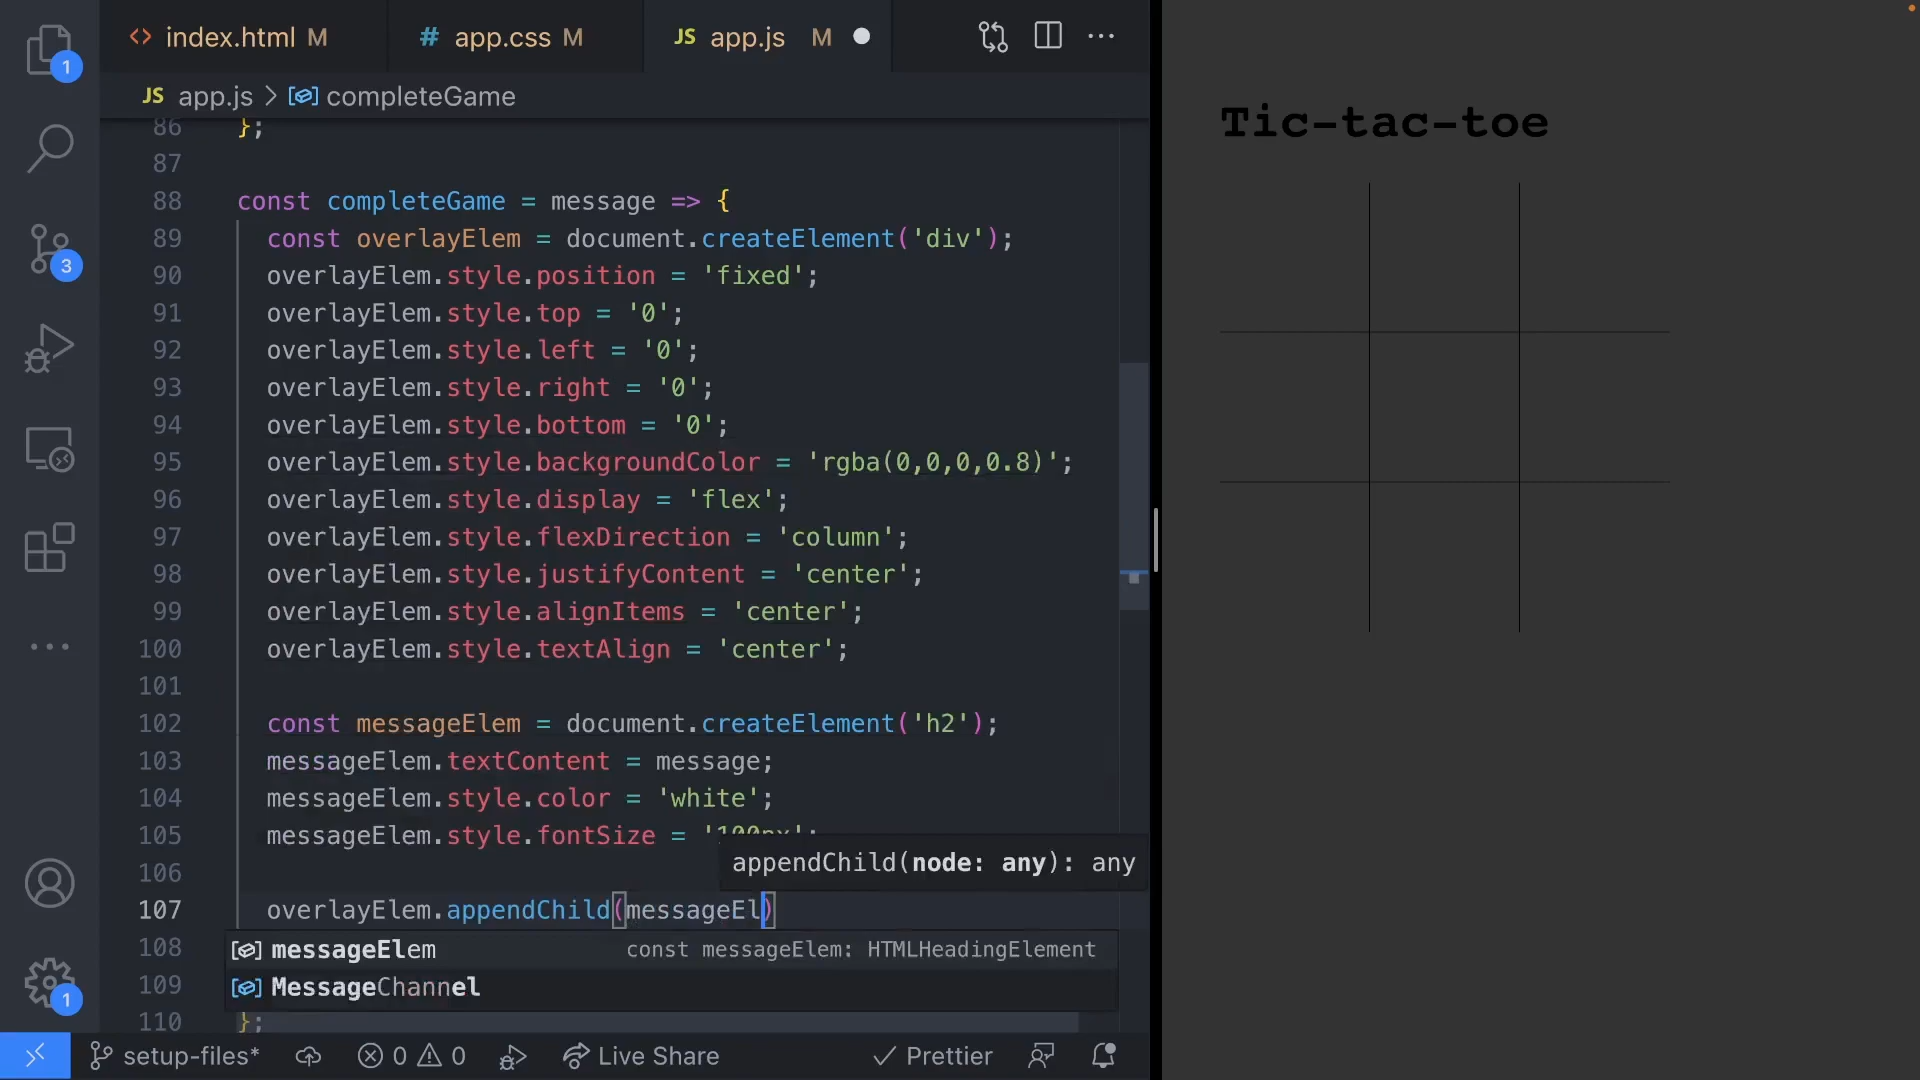 1
<> index.html M
# app.css M
JS app.js M
JS app.js > completeGame
86 };
87
88 const completeGame = message => {
89 const overlayElem = document.createElement('div');
90 overlayElem.style.position = 'fixed';
91 overlayElem.style.top = '0';
92 overlayElem.style.left = '0';
93 overlayElem.style.right = '0';
94 overlayElem.style.bottom = '0';
95 overlayElem.style.backgroundColor = 'rgba(0,0,0,0.8)';
96 overlayElem.style.display = 'flex';
97 overlayElem.style.flexDirection = 'column';
98 overlayElem.style.justifyContent = 'center';
99 overlayElem.style.alignItems = 'center';
100 overlayElem.style.textAlign = 'center';
101
102 const messageElem = document.createElement('h2');
103 messageElem.textContent = message;
104 messageElem.style.color = 'white';
105 messageElem.style.fontSize = '100px';
appendChild(node: any): any
106
107 overlayElem.appendChild(messageEl)
108 messageElem const messageElem: HTMLHeadingElement
109 MessageChannel
110 };
3
1
setup-files* 0 0 Live Share Prettier
Tic-tac-toe